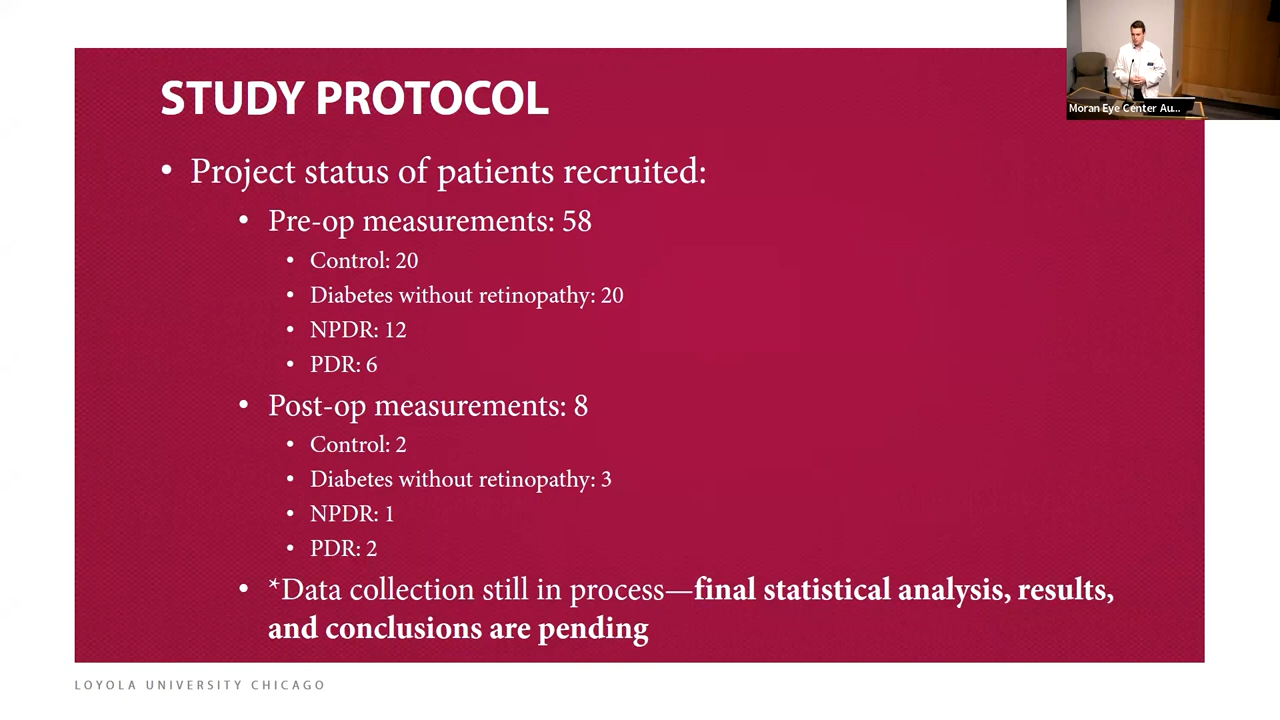 STUDY PROTOCOL
• Project status of patients recruited:
• Pre-op measurements: 58
• Control: 20
• Diabetes without retinopathy: 20
• NPDR: 12
• PDR: 6
• Post-op measurements: 8
• Control: 2
• Diabetes without retinopathy: 3
• NPDR: 1
• PDR: 2
• *Data collection still in process—final statistical analysis, results,
and conclusions are pending
LOYOLA UNIVERSITY CHICAGO
Moran Eye Center Au...